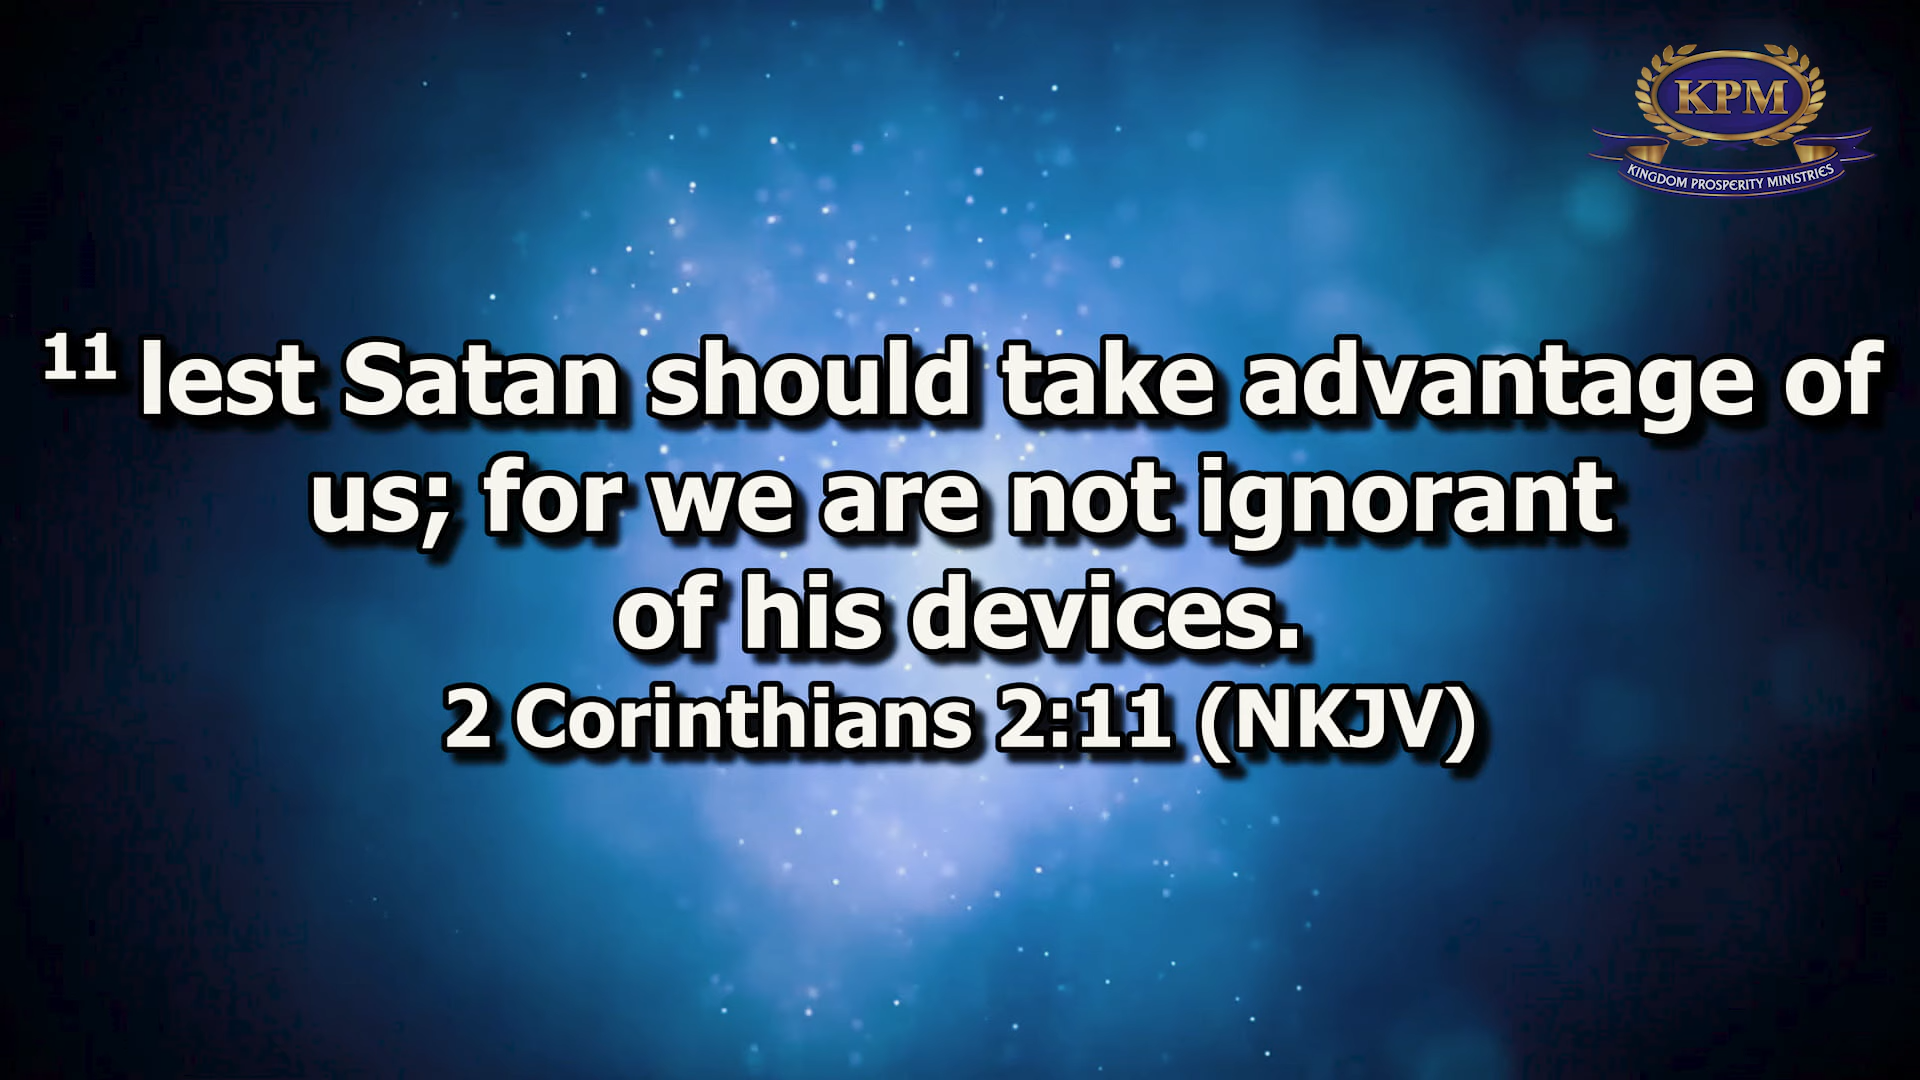 KPM
KINGDOM PROSPERITY MINISTRIES
11 lest Satan should take advantage of
us; for we are not ignorant
of his devices.
2 Corinthians 2:11 (NKJV)